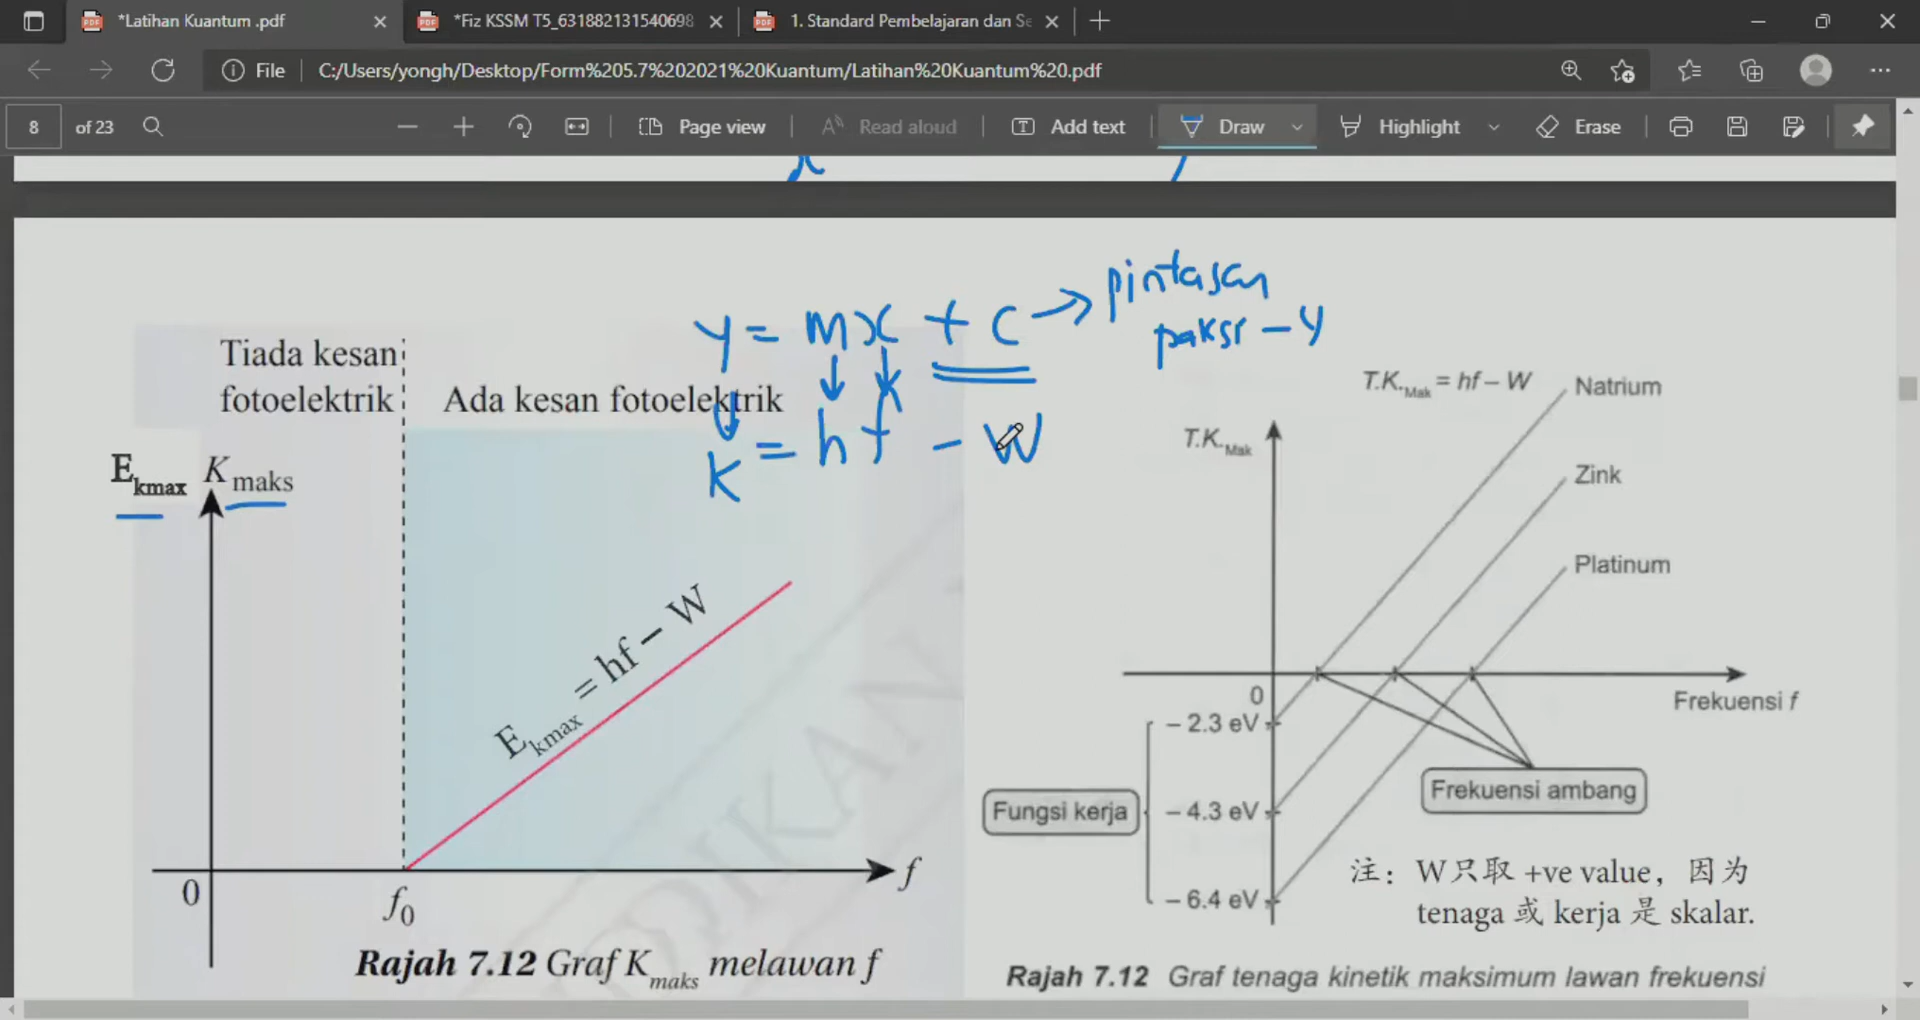 *Latihan Kuantum .pdf
*Fiz KSSM T5_631882131540698
1. Standard Pembelajaran dan Se
File
C:/Users/yongh/Desktop/Form%205.7%202021%20Kuantum/Latihan%20Kuantum%20.pdf
8 of 23
Page view
Read aloud
Add text
Draw
Highlight
Erase
y = mx + c → pintasan
paksi - y
K = hf - W
Tiada kesan
fotoelektrik
Ada kesan fotoelektrik
Ekmax Kmaks
Ekmax = hf – W
0
f0
f
Rajah 7.12 Graf Kmaks melawan f
T.K.Mak = hf – W
T.K.Mak
Natrium
Zink
Platinum
0
Frekuensi f
– 2.3 eV
– 4.3 eV
– 6.4 eV
Fungsi kerja
Frekuensi ambang
注：W只取 +ve value，因为
tenaga 或 kerja 是 skalar.
Rajah 7.12 Graf tenaga kinetik maksimum lawan frekuensi